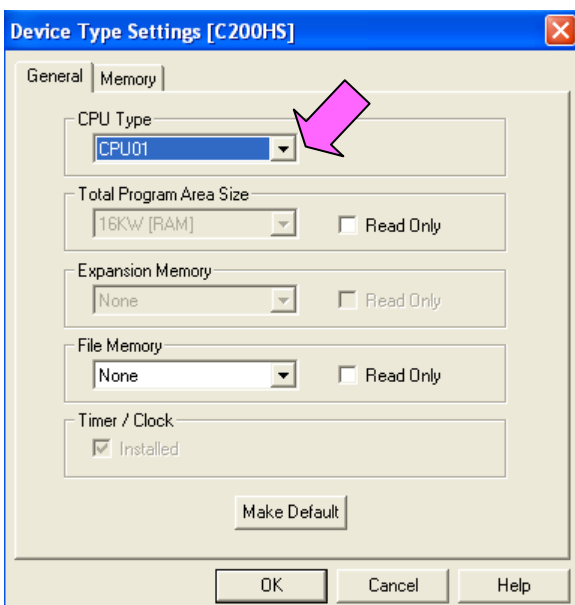 Device Type Settings [C200HS]
General Memory
CPU Type
CPU01
Total Program Area Size
16KW [RAM] Read Only
Expansion Memory
None Read Only
File Memory
None Read Only
Timer / Clock
Installed
Make Default
OK Cancel Help